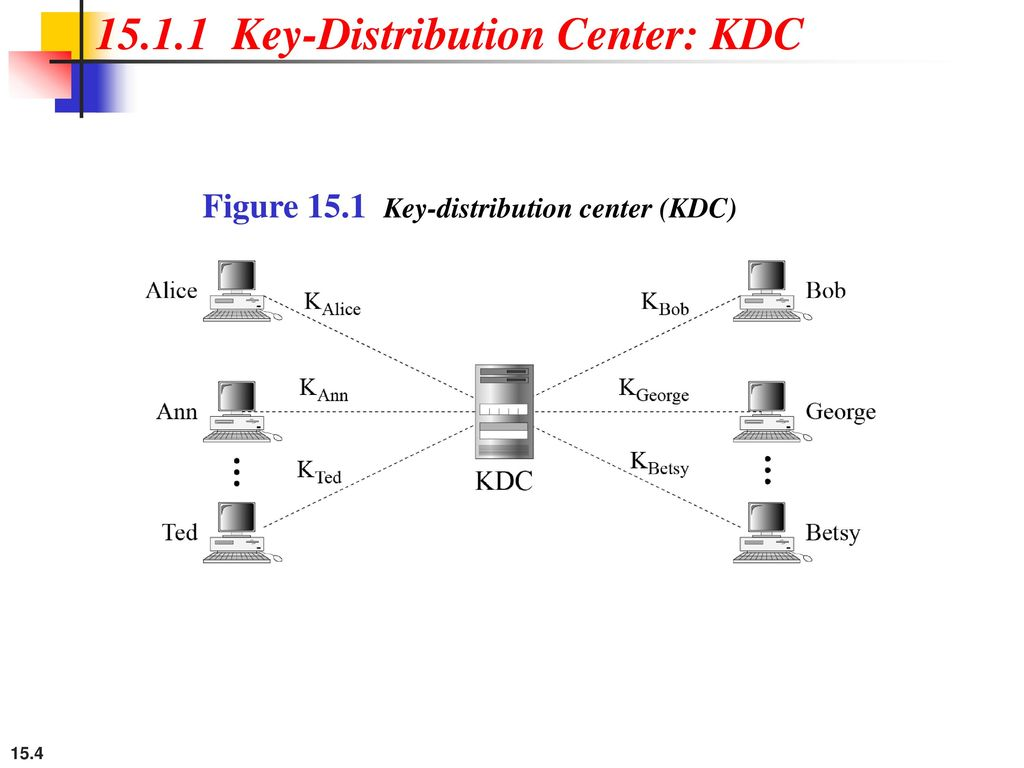 15.1.1 Key-Distribution Center: KDC
Figure 15.1 Key-distribution center (KDC)
Alice
KAlice
KBob
Bob
Ann
KAnn
KGeorge
George
KTed
KDC
KBetsy
Ted
Betsy
15.4